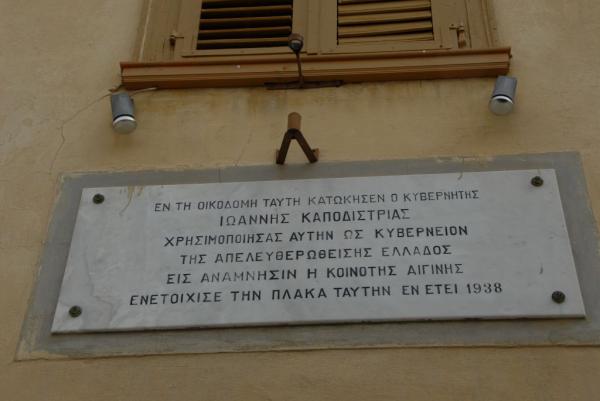 ΕΝ ΤΗ ΟΙΚΟΔΟΜΗ ΤΑΥΤΗ ΚΑΤΩΚΗΣΕΝ Ο ΚΥΒΕΡΝΗΤΗΣ
ΙΩΑΝΝΗΣ ΚΑΠΟΔΙΣΤΡΙΑΣ
ΧΡΗΣΙΜΟΠΟΙΗΣΑΣ ΑΥΤΗΝ ΩΣ ΚΥΒΕΡΝΕΙΟΝ
ΤΗΣ ΑΠΕΛΕΥΘΕΡΩΘΕΙΣΗΣ ΕΛΛΑΔΟΣ
ΕΙΣ ΑΝΑΜΝΗΣΙΝ Η ΚΟΙΝΟΤΗΣ ΑΙΓΙΝΗΣ
ΕΝΕΤΟΙΧΙΣΕ ΤΗΝ ΠΛΑΚΑ ΤΑΥΤΗΝ ΕΝ ΕΤΕΙ 1938